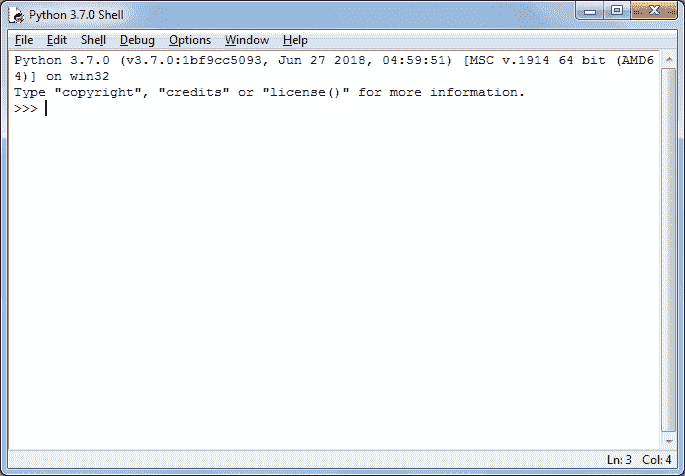 Python 3.7.0 Shell
File Edit Shell Debug Options Window Help
Python 3.7.0 (v3.7.0:1bf9cc5093, Jun 27 2018, 04:59:51) [MSC v.1914 64 bit (AMD6
4)] on win32
Type "copyright", "credits" or "license()" for more information.
>>>
Ln: 3 Col: 4